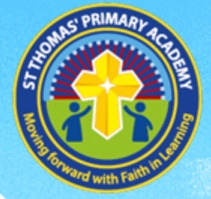 ST THOMAS' PRIMARY ACADEMY
Moving forward with Faith in Learning